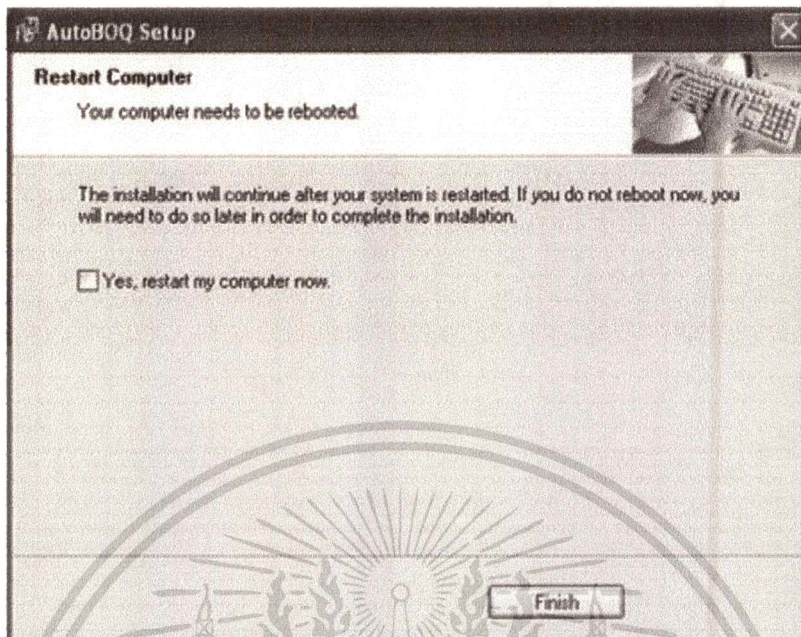 AutoBOQ Setup
Restart Computer
Your computer needs to be rebooted.
The installation will continue after your system is restarted. If you do not reboot now, you
will need to do so later in order to complete the installation.
Yes, restart my computer now.
Finish